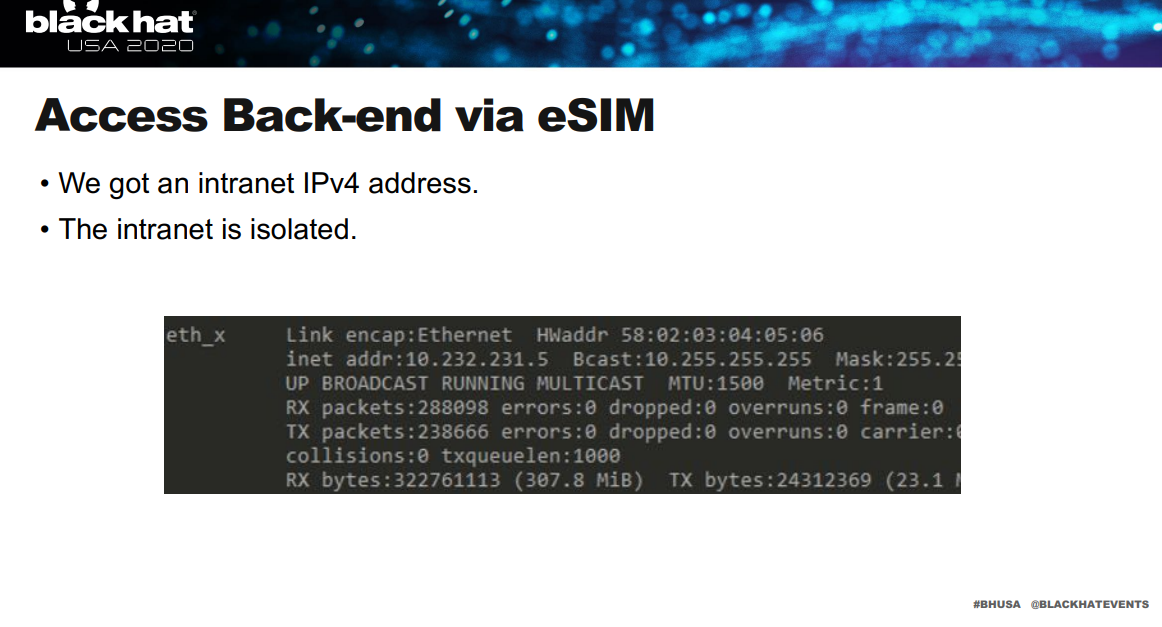 black hat
USA 2020
Access Back-end via eSIM
• We got an intranet IPv4 address.
• The intranet is isolated.
eth_x Link encap:Ethernet HWaddr 58:02:03:04:05:06
inet addr:10.232.231.5 Bcast:10.255.255.255 Mask:255.25
UP BROADCAST RUNNING MULTICAST MTU:1500 Metric:1
RX packets:288098 errors:0 dropped:0 overruns:0 frame:0
TX packets:238666 errors:0 dropped:0 overruns:0 carrier:0
collisions:0 txqueuelen:1000
RX bytes:322761113 (307.8 MiB) TX bytes:24312369 (23.1 M
#BHUSA @BLACKHATEVENTS